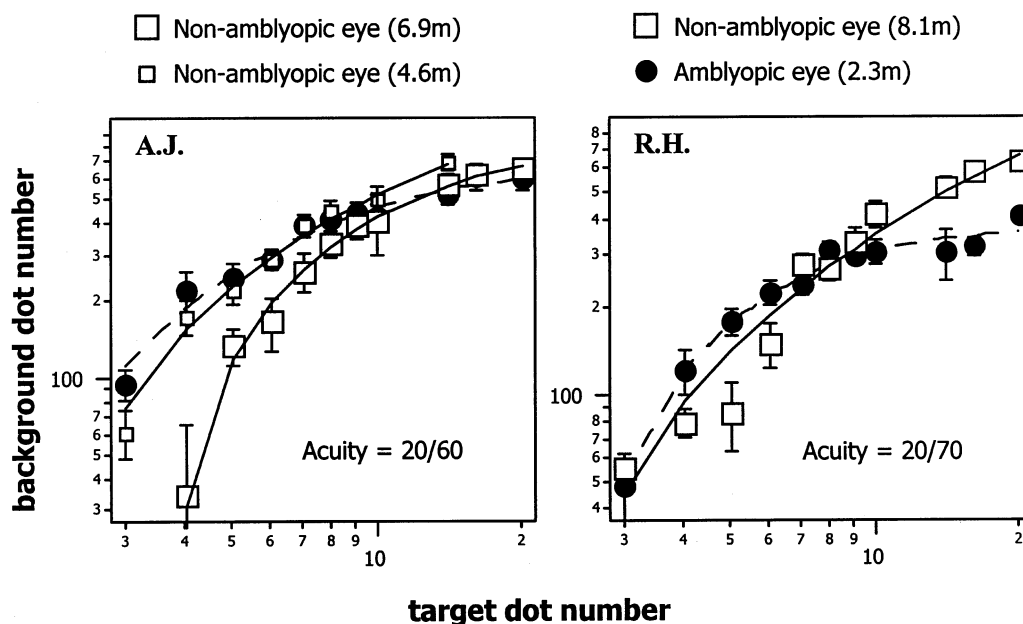 Non-amblyopic eye (6.9m)
Non-amblyopic eye (4.6m)
Non-amblyopic eye (8.1m)
Amblyopic eye (2.3m)
background dot number
A.J.
7
6
5
4
3
2
100
7
6
5
4
3
Acuity = 20/60
3 4 5 6 7 8 9 10 2
R.H.
8
7
6
5
4
3
2
100
8
7
6
5
4
Acuity = 20/70
3 4 5 6 7 8 9 10 2
target dot number